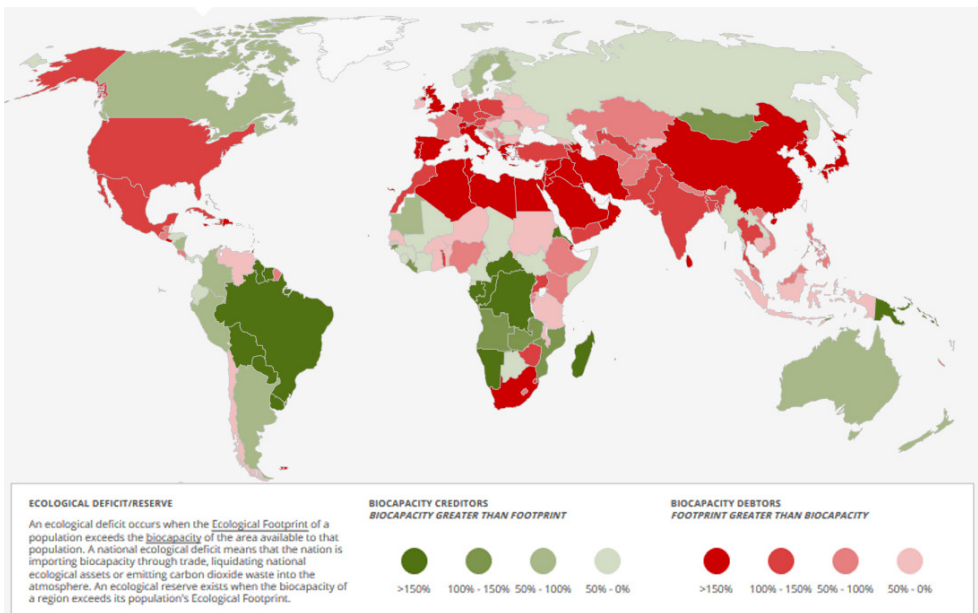 ECOLOGICAL DEFICIT/RESERVE
An ecological deficit occurs when the Ecological Footprint of a
population exceeds the biocapacity of the area available to that
population. A national ecological deficit means that the nation is
importing biocapacity through trade, liquidating national
ecological assets or emitting carbon dioxide waste into the
atmosphere. An ecological reserve exists when the biocapacity of
a region exceeds its population's Ecological Footprint.
BIOCAPACITY CREDITORS
BIOCAPACITY GREATER THAN FOOTPRINT
>150% 100% - 150% 50% - 100% 50% - 0%
BIOCAPACITY DEBTORS
FOOTPRINT GREATER THAN BIOCAPACITY
>150% 100% - 150% 50% - 100% 50% - 0%